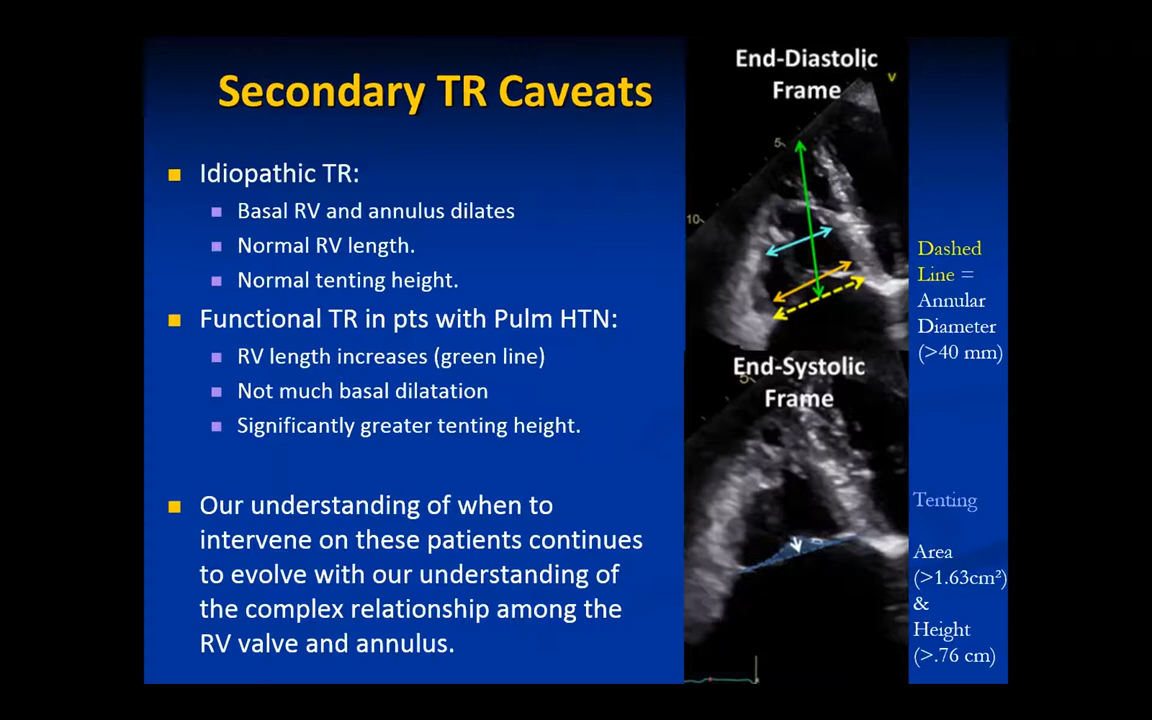 Secondary TR Caveats
Idiopathic TR:
Basal RV and annulus dilates
Normal RV length.
Normal tenting height.
Functional TR in pts with Pulm HTN:
RV length increases (green line)
Not much basal dilatation
Significantly greater tenting height.
Our understanding of when to
intervene on these patients continues
to evolve with our understanding of
the complex relationship among the
RV valve and annulus.
End-Diastolic
Frame
V
5
10
End-Systolic
Frame
5
Dashed
Line =
Annular
Diameter
(>40 mm)
Tenting
Area
(>1.63cm²)
&
Height
(>.76 cm)